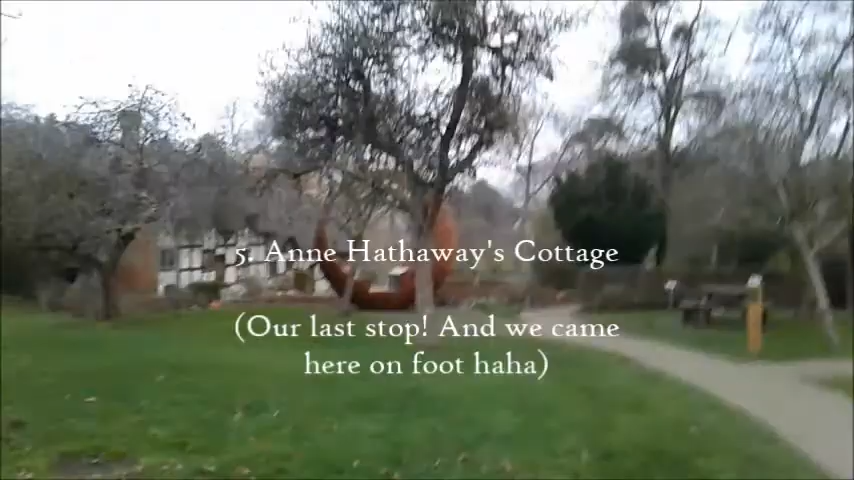 5. Anne Hathaway's Cottage
(Our last stop! And we came
here on foot haha)